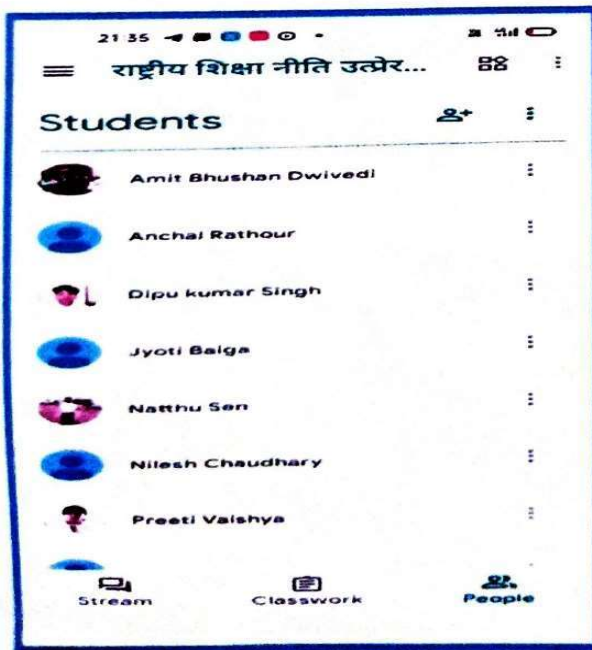 21:35
राष्ट्रीय शिक्षा नीति उत्प्रेर...
Students
Amit Bhushan Dwivedi
Anchal Rathour
Dipu kumar Singh
Jyoti Baiga
Natthu Sen
Nilesh Chaudhary
Preeti Vaishya
Stream Classwork People